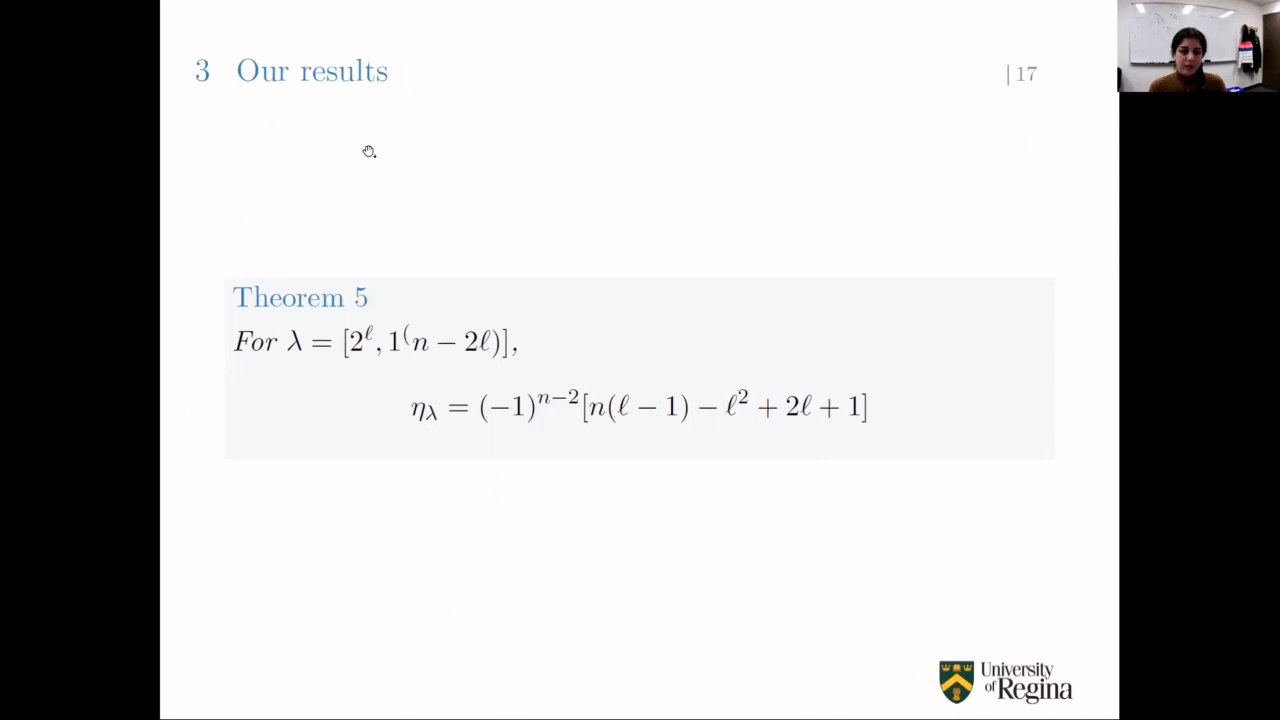 3 Our results
| 17
Theorem 5
For λ = [2^ℓ, 1^(n − 2ℓ)],
η_λ = (−1)^{n−2}[n(ℓ − 1) − ℓ^2 + 2ℓ + 1]
University
of Regina